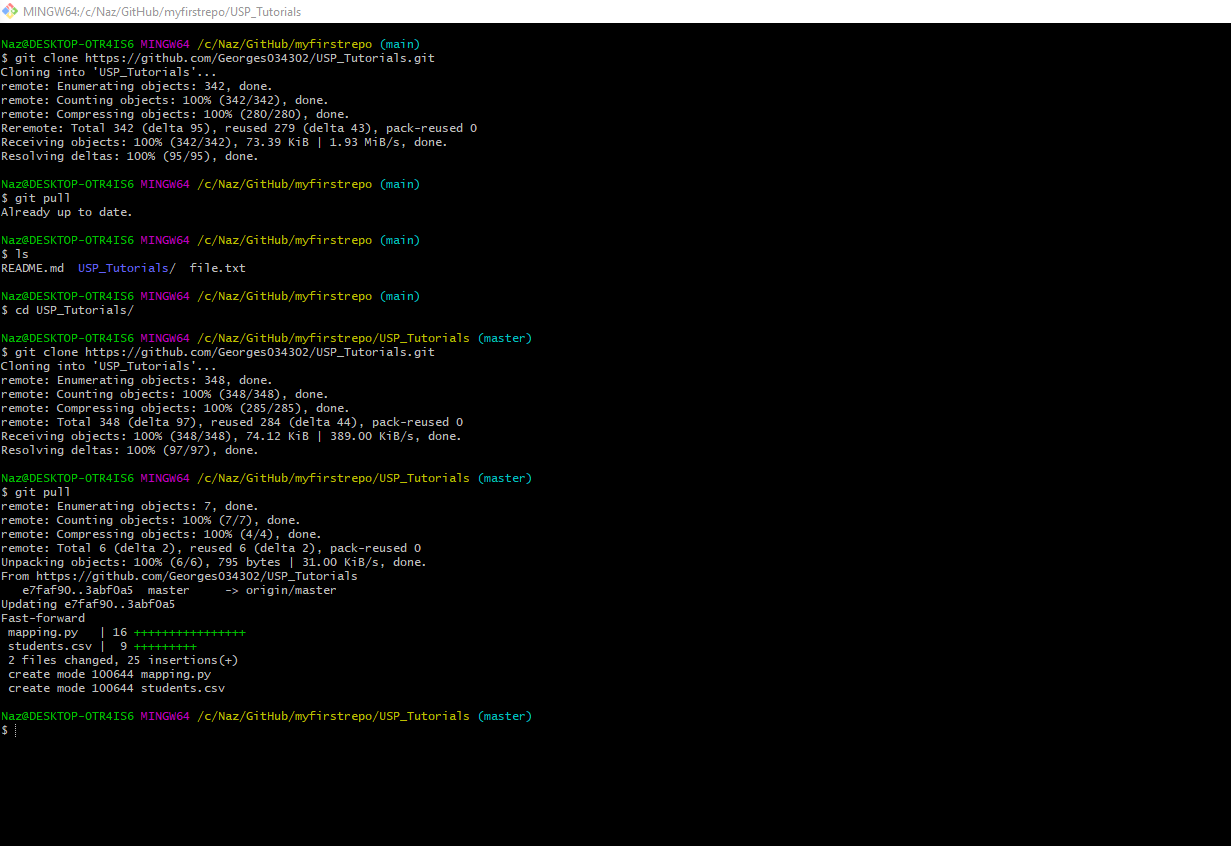 MINGW64:/c/Naz/GitHub/myfirstrepo/USP_Tutorials
Naz@DESKTOP-OTR4IS6 MINGW64 /c/Naz/GitHub/myfirstrepo (main)
$ git clone https://github.com/Georges034302/USP_Tutorials.git
Cloning into 'USP_Tutorials'...
remote: Enumerating objects: 342, done.
remote: Counting objects: 100% (342/342), done.
remote: Compressing objects: 100% (280/280), done.
Reremote: Total 342 (delta 95), reused 279 (delta 43), pack-reused 0
Receiving objects: 100% (342/342), 73.39 KiB | 1.93 MiB/s, done.
Resolving deltas: 100% (95/95), done.
Naz@DESKTOP-OTR4IS6 MINGW64 /c/Naz/GitHub/myfirstrepo (main)
$ git pull
Already up to date.
Naz@DESKTOP-OTR4IS6 MINGW64 /c/Naz/GitHub/myfirstrepo (main)
$ ls
README.md  USP_Tutorials/  file.txt
Naz@DESKTOP-OTR4IS6 MINGW64 /c/Naz/GitHub/myfirstrepo (main)
$ cd USP_Tutorials/
Naz@DESKTOP-OTR4IS6 MINGW64 /c/Naz/GitHub/myfirstrepo/USP_Tutorials (master)
$ git clone https://github.com/Georges034302/USP_Tutorials.git
Cloning into 'USP_Tutorials'...
remote: Enumerating objects: 348, done.
remote: Counting objects: 100% (348/348), done.
remote: Compressing objects: 100% (285/285), done.
remote: Total 348 (delta 97), reused 284 (delta 44), pack-reused 0
Receiving objects: 100% (348/348), 74.12 KiB | 389.00 KiB/s, done.
Resolving deltas: 100% (97/97), done.
Naz@DESKTOP-OTR4IS6 MINGW64 /c/Naz/GitHub/myfirstrepo/USP_Tutorials (master)
$ git pull
remote: Enumerating objects: 7, done.
remote: Counting objects: 100% (7/7), done.
remote: Compressing objects: 100% (4/4), done.
remote: Total 6 (delta 2), reused 6 (delta 2), pack-reused 0
Unpacking objects: 100% (6/6), 795 bytes | 31.00 KiB/s, done.
From https://github.com/Georges034302/USP_Tutorials
   e7faf90..3abf0a5  master     -> origin/master
Updating e7faf90..3abf0a5
Fast-forward
 mapping.py   | 16 ++++++++++++++++
 students.csv |  9 +++++++++
 2 files changed, 25 insertions(+)
 create mode 100644 mapping.py
 create mode 100644 students.csv
Naz@DESKTOP-OTR4IS6 MINGW64 /c/Naz/GitHub/myfirstrepo/USP_Tutorials (master)
$